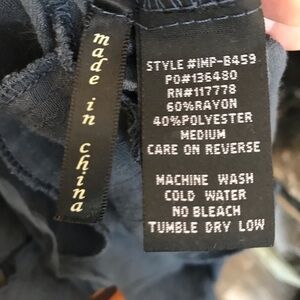 made in china
STYLE #IMP-B459
PO#136480
RN#117778
60%RAYON
40%POLYESTER
MEDIUM
CARE ON REVERSE
MACHINE WASH
COLD WATER
NO BLEACH
TUMBLE DRY LOW